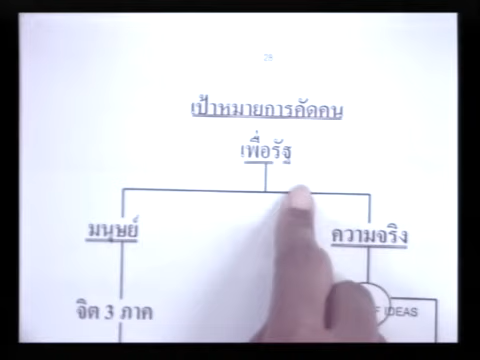 28
เป้าหมายการคัดคน
เพื่อรัฐ
มนุษย์
ความจริง
จิต 3 ภาค
IDEAS